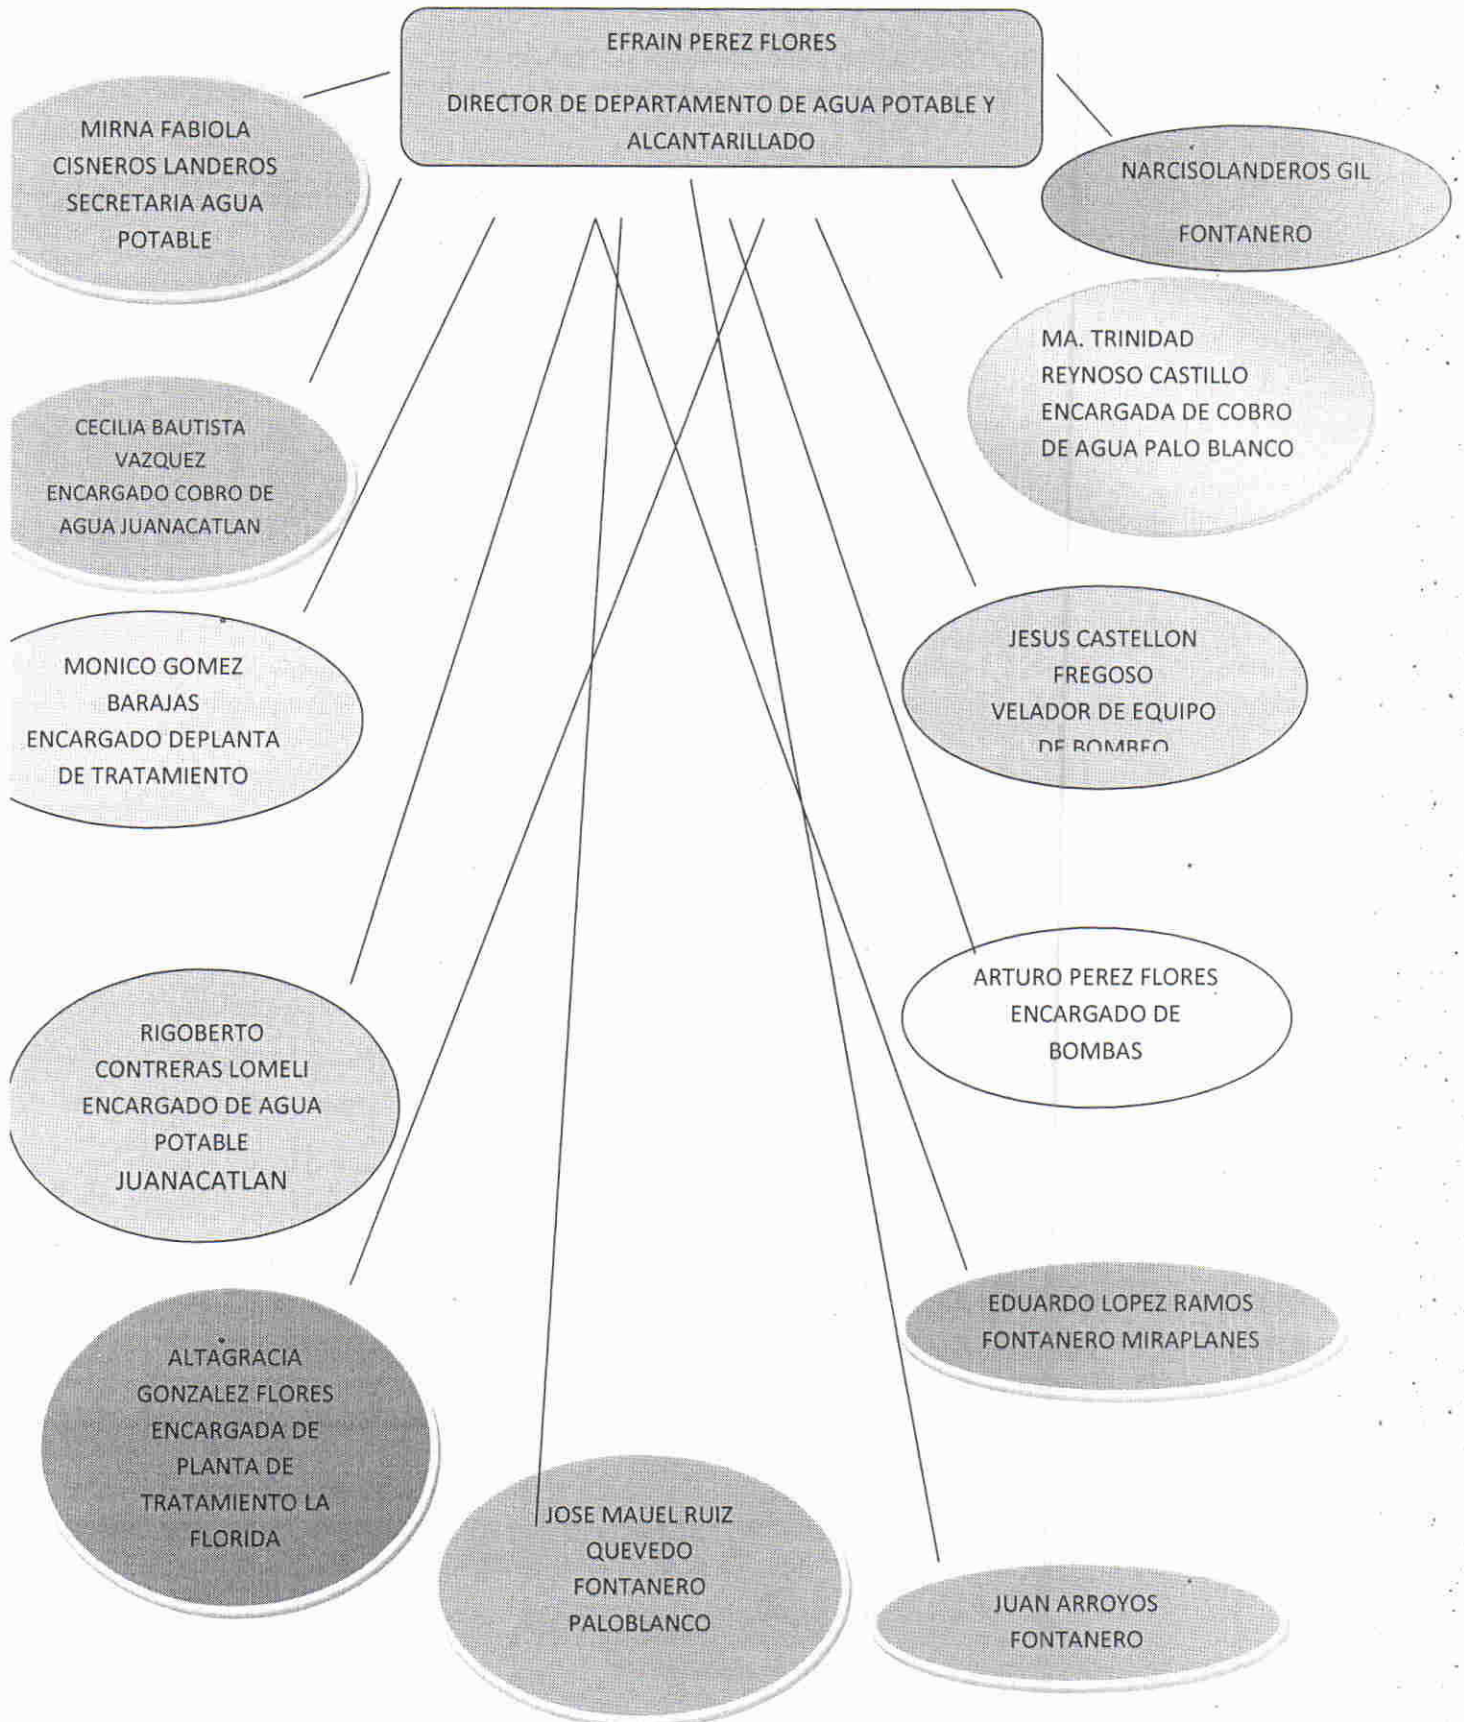 EFRAIN PEREZ FLORES
DIRECTOR DE DEPARTAMENTO DE AGUA POTABLE Y
ALCANTARILLADO
MIRNA FABIOLA
CISNEROS LANDEROS
SECRETARIA AGUA
POTABLE
NARCISOLANDEROS GIL
FONTANERO
MA. TRINIDAD
REYNOSO CASTILLO
ENCARGADA DE COBRO
DE AGUA PALO BLANCO
CECILIA BAUTISTA
VAZQUEZ
ENCARGADO COBRO DE
AGUA JUANACATLAN
JESUS CASTELLON
FREGOSO
VELADOR DE EQUIPO
DE BOMBEO
MONICO GOMEZ
BARAJAS
ENCARGADO DEPLANTA
DE TRATAMIENTO
ARTURO PEREZ FLORES
ENCARGADO DE
BOMBAS
RIGOBERTO
CONTRERAS LOMELI
ENCARGADO DE AGUA
POTABLE
JUANACATLAN
EDUARDO LOPEZ RAMOS
FONTANERO MIRAPLANES
ALTAGRACIA
GONZALEZ FLORES
ENCARGADA DE
PLANTA DE
TRATAMIENTO LA
FLORIDA
JOSE MAUEL RUIZ
QUEVEDO
FONTANERO
PALOBLANCO
JUAN ARROYOS
FONTANERO